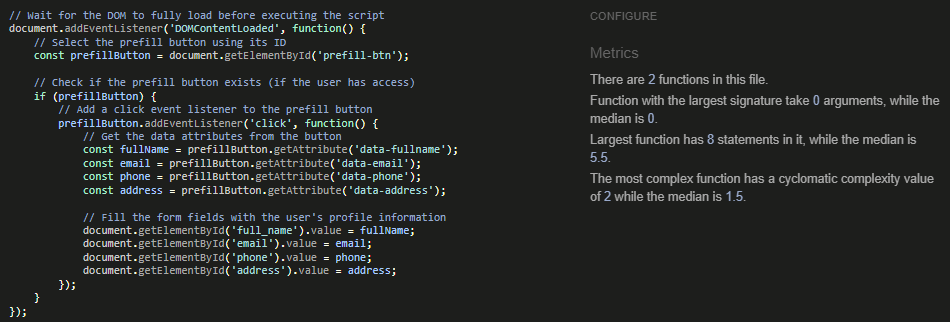 // Wait for the DOM to fully load before executing the script
document.addEventListener('DOMContentLoaded', function() {
    // Select the prefill button using its ID
    const prefillButton = document.getElementById('prefill-btn');

    // Check if the prefill button exists (if the user has access)
    if (prefillButton) {
        // Add a click event listener to the prefill button
        prefillButton.addEventListener('click', function() {
            // Get the data attributes from the button
            const fullName = prefillButton.getAttribute('data-fullname');
            const email = prefillButton.getAttribute('data-email');
            const phone = prefillButton.getAttribute('data-phone');
            const address = prefillButton.getAttribute('data-address');

            // Fill the form fields with the user's profile information
            document.getElementById('full_name').value = fullName;
            document.getElementById('email').value = email;
            document.getElementById('phone').value = phone;
            document.getElementById('address').value = address;
        });
    }
});
CONFIGURE
Metrics
There are 2 functions in this file.
Function with the largest signature take 0 arguments, while the
median is 0.
Largest function has 8 statements in it, while the median is
5.5.
The most complex function has a cyclomatic complexity value
of 2 while the median is 1.5.